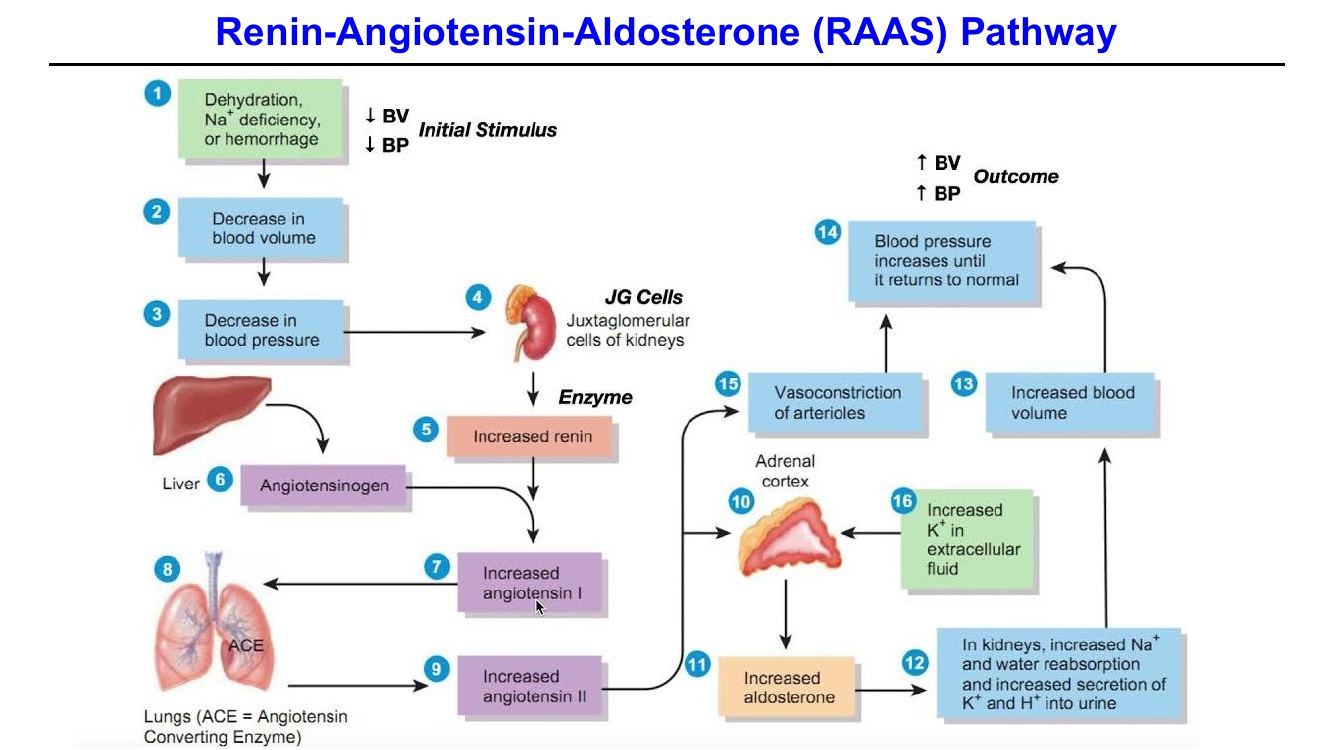 Renin-Angiotensin-Aldosterone (RAAS) Pathway
1
Dehydration,
Na+ deficiency,
or hemorrhage
↓ BV
↓ BP
Initial Stimulus
2
Decrease in
blood volume
3
Decrease in
blood pressure
4
JG Cells
Juxtaglomerular
cells of kidneys
Enzyme
5
Increased renin
Liver
6
Angiotensinogen
7
Increased
angiotensin I
8
ACE
Lungs (ACE = Angiotensin
Converting Enzyme)
9
Increased
angiotensin II
Adrenal
cortex
10
11
Increased
aldosterone
12
In kidneys, increased Na+
and water reabsorption
and increased secretion of
K+ and H+ into urine
13
Increased blood
volume
↑ BV
↑ BP
Outcome
14
Blood pressure
increases until
it returns to normal
15
Vasoconstriction
of arterioles
16
Increased
K+ in
extracellular
fluid